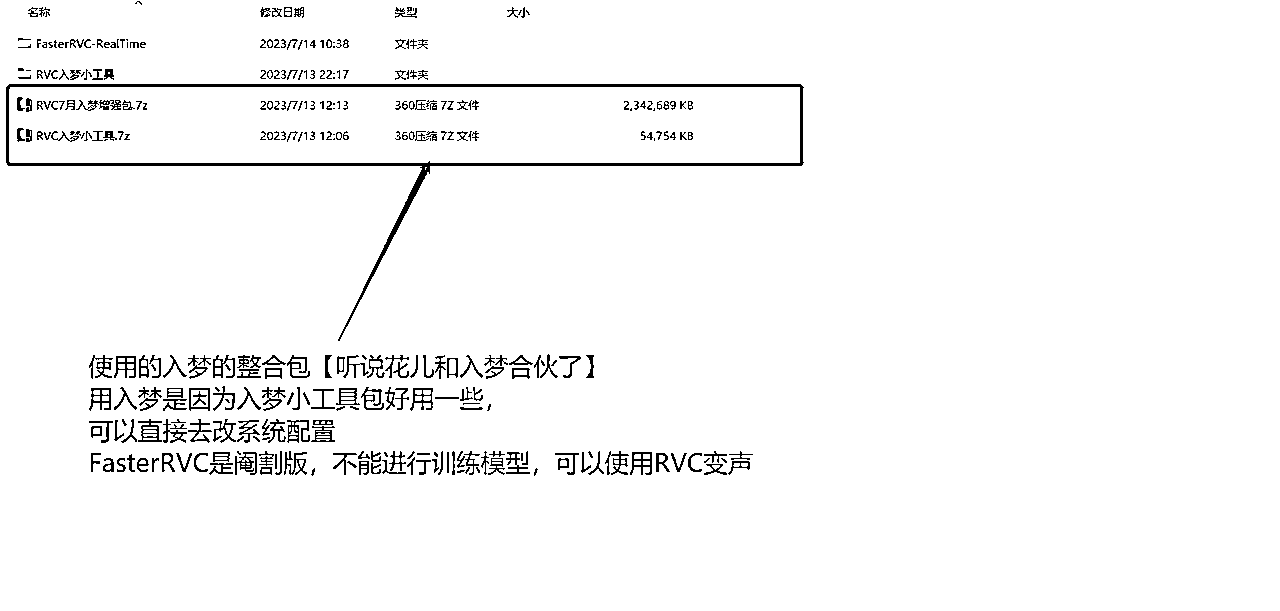 名称 修改日期 类型 大小
FasterRVC-RealTime 2023/7/14 10:38 文件夹
RVC入梦小工具 2023/7/13 22:17 文件夹
RVC7月入梦增强包.7z 2023/7/13 12:13 360压缩 7Z 文件 2,342,689 KB
RVC入梦小工具.7z 2023/7/13 12:06 360压缩 7Z 文件 54,754 KB
使用的入梦的整合包【听说花儿和入梦合伙了】
用入梦是因为入梦小工具包好用一些，
可以直接去改系统配置
FasterRVC是阉割版，不能进行训练模型，可以使用RVC变声